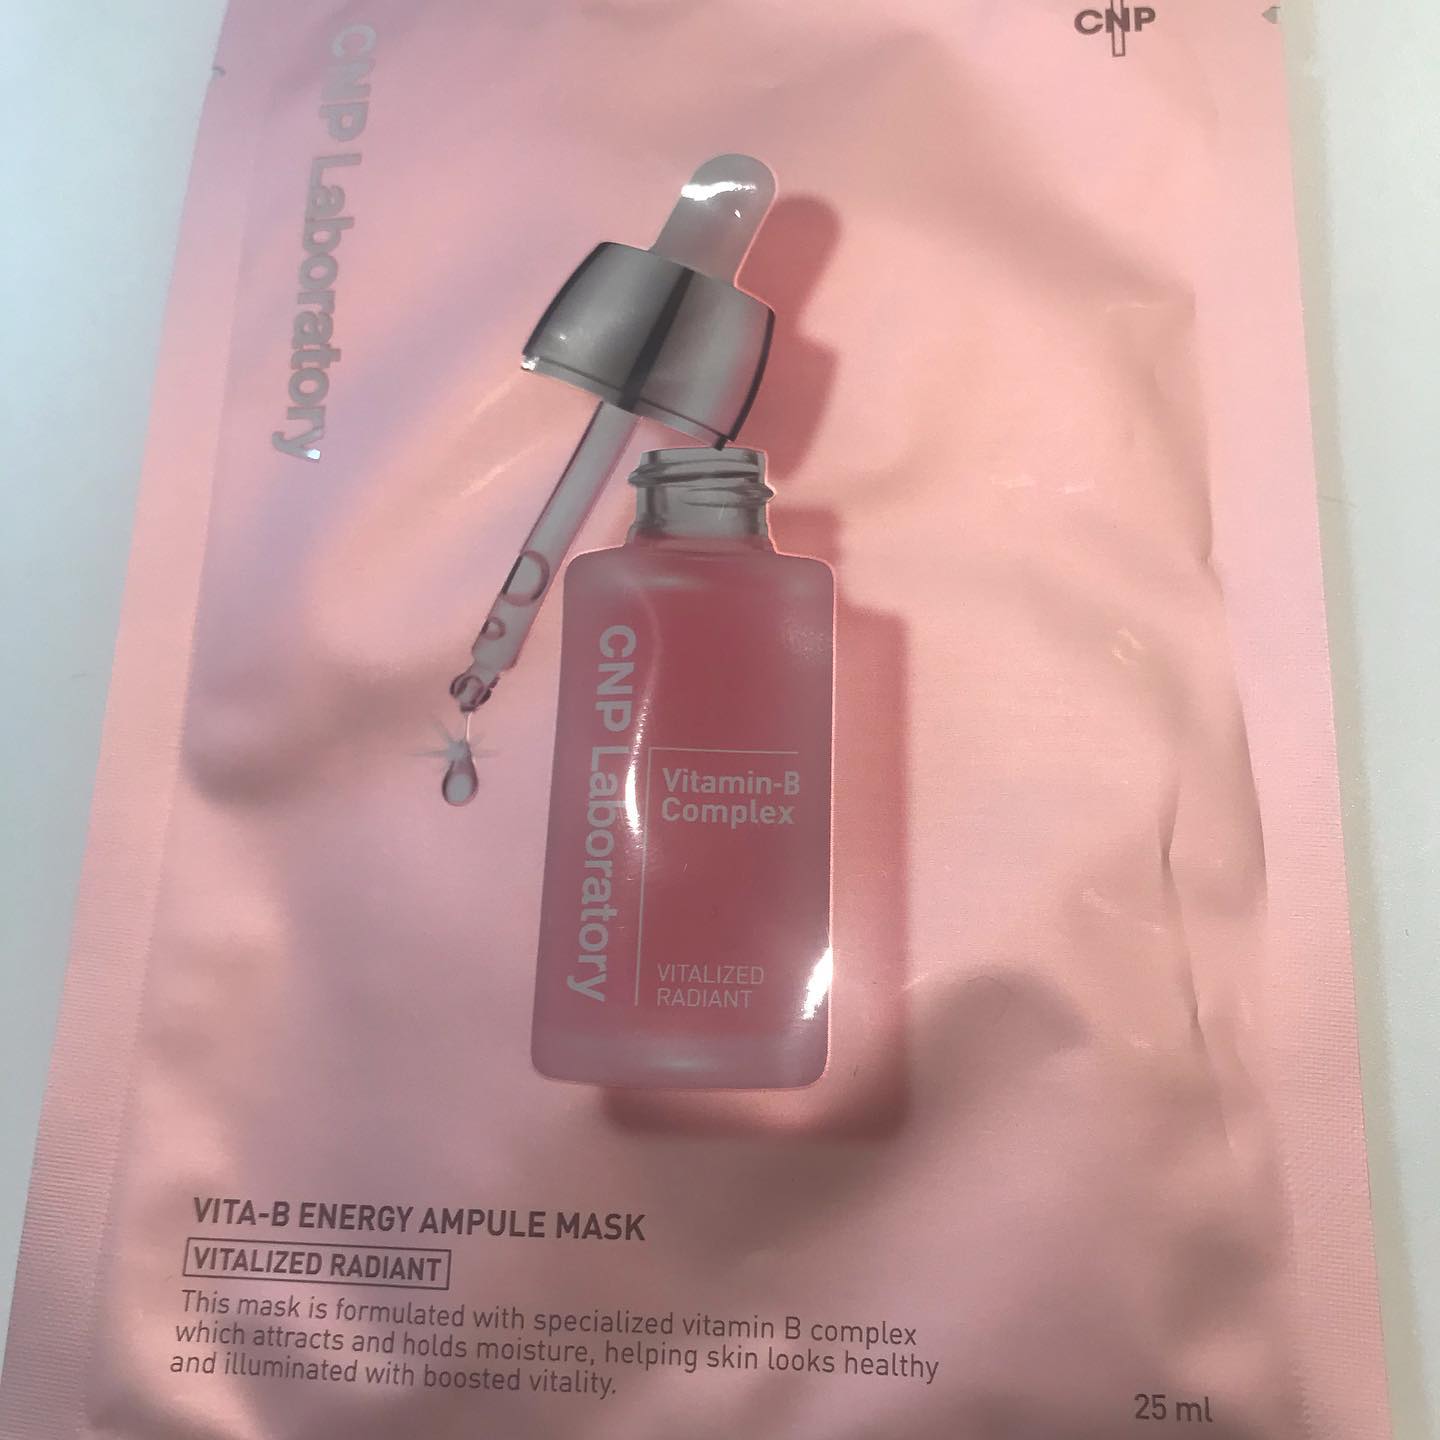 CNP
CNP Laboratory
CNP Laboratory
Vitamin-B
Complex
VITALIZED
RADIANT
VITA-B ENERGY AMPULE MASK
VITALIZED RADIANT
This mask is formulated with specialized vitamin B complex
which attracts and holds moisture, helping skin looks healthy
and illuminated with boosted vitality.
25 ml